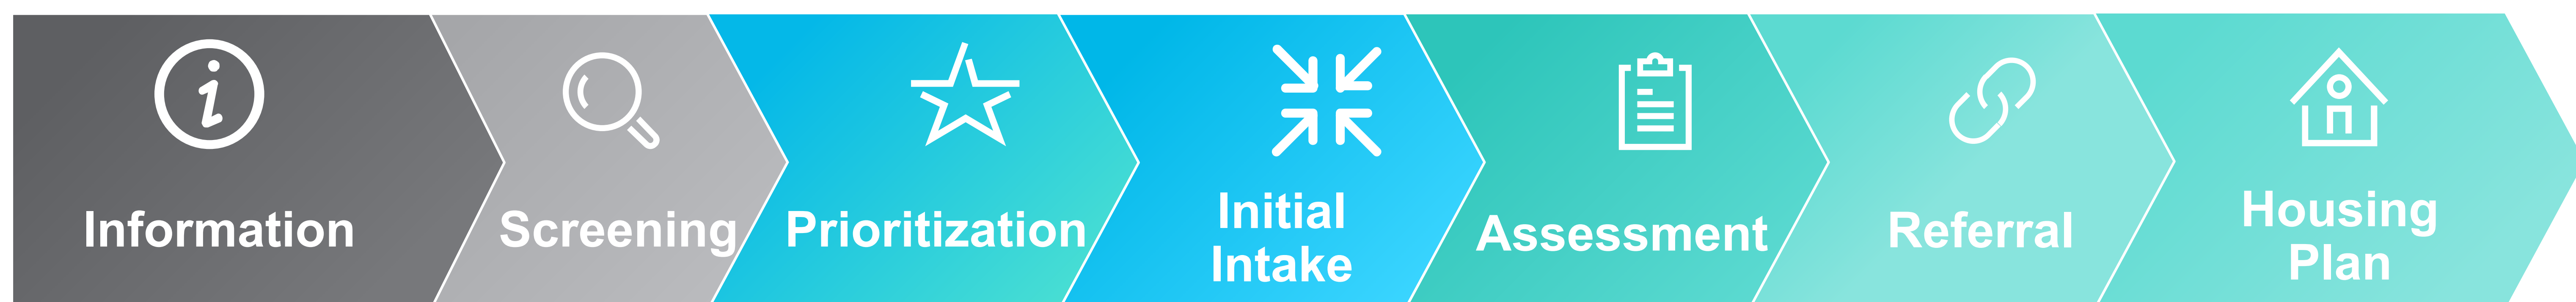 Information
Screening
Prioritization
Initial
Intake
Assessment
Referral
Housing
Plan